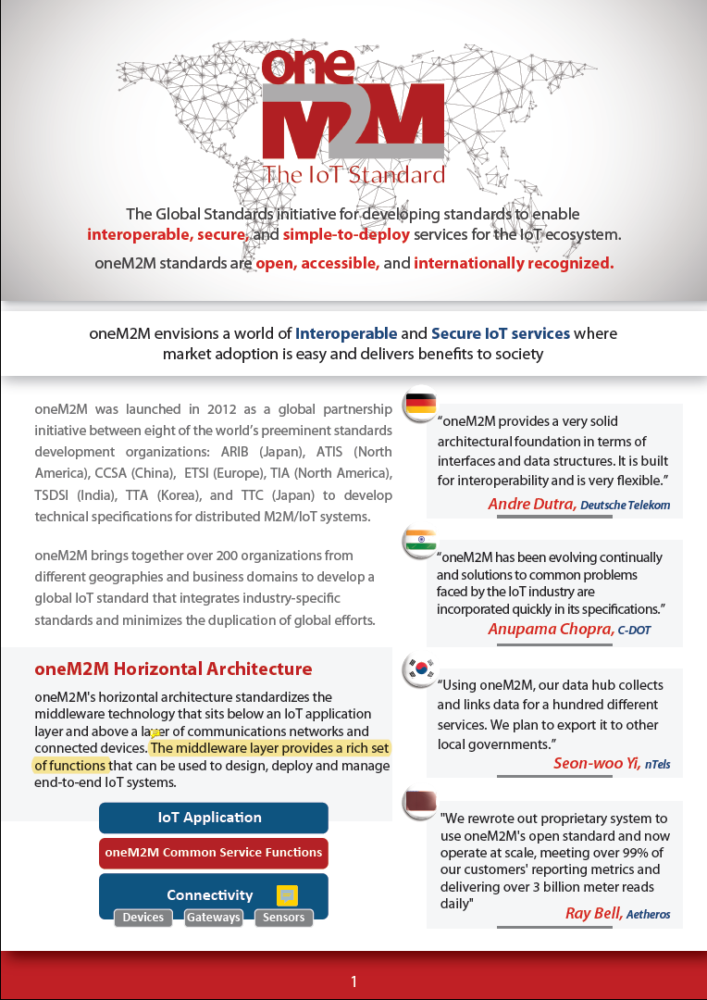 one
M2M
The IoT Standard
The Global Standards initiative for developing standards to enable
interoperable, secure, and simple-to-deploy services for the IoT ecosystem.
oneM2M standards are open, accessible, and internationally recognized.
oneM2M envisions a world of Interoperable and Secure IoT services where
market adoption is easy and delivers benefits to society
oneM2M was launched in 2012 as a global partnership
initiative between eight of the world's preeminent standards
development organizations: ARIB (Japan), ATIS (North
America), CCSA (China), ETSI (Europe), TIA (North America),
TSDSI (India), TTA (Korea), and TTC (Japan) to develop
technical specifications for distributed M2M/IoT systems.
oneM2M brings together over 200 organizations from
different geographies and business domains to develop a
global IoT standard that integrates industry-specific
standards and minimizes the duplication of global efforts.
oneM2M Horizontal Architecture
oneM2M's horizontal architecture standardizes the
middleware technology that sits below an IoT application
layer and above a layer of communications networks and
connected devices. The middleware layer provides a rich set
of functions that can be used to design, deploy and manage
end-to-end IoT systems.
IoT Application
oneM2M Common Service Functions
Connectivity
Devices
Gateways
Sensors
“oneM2M provides a very solid
architectural foundation in terms of
interfaces and data structures. It is built
for interoperability and is very flexible.”
Andre Dutra, Deutsche Telekom
“oneM2M has been evolving continually
and solutions to common problems
faced by the IoT industry are
incorporated quickly in its specifications.”
Anupama Chopra, C-DOT
“Using oneM2M, our data hub collects
and links data for a hundred different
services. We plan to export it to other
local governments.”
Seon-woo Yi, nTels
"We rewrote out proprietary system to
use oneM2M's open standard and now
operate at scale, meeting over 99% of
our customers' reporting metrics and
delivering over 3 billion meter reads
daily"
Ray Bell, Aetheros
1